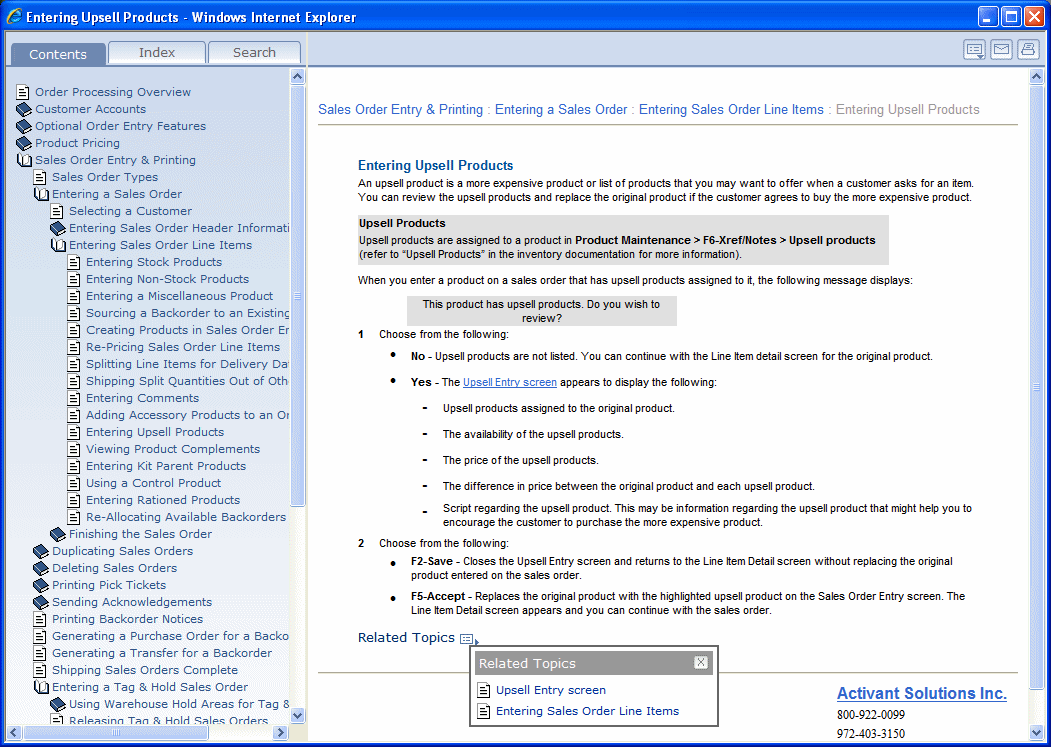 Entering Upsell Products - Windows Internet Explorer
Contents
Index
Search
Order Processing Overview
Customer Accounts
Optional Order Entry Features
Product Pricing
Sales Order Entry & Printing
Sales Order Types
Entering a Sales Order
Selecting a Customer
Entering Sales Order Header Informati
Entering Sales Order Line Items
Entering Stock Products
Entering Non-Stock Products
Entering a Miscellaneous Product
Sourcing a Backorder to an Existing
Creating Products in Sales Order Er
Re-Pricing Sales Order Line Items
Splitting Line Items for Delivery Da
Shipping Split Quantities Out of Oth
Entering Comments
Adding Accessory Products to an Or
Entering Upsell Products
Viewing Product Complements
Entering Kit Parent Products
Using a Control Product
Entering Rationed Products
Re-Allocating Available Backorders
Finishing the Sales Order
Duplicating Sales Orders
Deleting Sales Orders
Printing Pick Tickets
Sending Acknowledgements
Printing Backorder Notices
Generating a Purchase Order for a Backo
Generating a Transfer for a Backorder
Shipping Sales Orders Complete
Entering a Tag & Hold Sales Order
Using Warehouse Hold Areas for Tag &
Releasing Tag & Hold Sales Orders
Sales Order Entry & Printing : Entering a Sales Order : Entering Sales Order Line Items : Entering Upsell Products
Entering Upsell Products
An upsell product is a more expensive product or list of products that you may want to offer when a customer asks for an item.
You can review the upsell products and replace the original product if the customer agrees to buy the more expensive product.
Upsell Products
Upsell products are assigned to a product in Product Maintenance > F6-Xref/Notes > Upsell products
(refer to “Upsell Products” in the inventory documentation for more information).
When you enter a product on a sales order that has upsell products assigned to it, the following message displays:
This product has upsell products. Do you wish to
review?
1 Choose from the following:
• No - Upsell products are not listed. You can continue with the Line Item detail screen for the original product.
• Yes - The Upsell Entry screen appears to display the following:
- Upsell products assigned to the original product.
- The availability of the upsell products.
- The price of the upsell products.
- The difference in price between the original product and each upsell product.
- Script regarding the upsell product. This may be information regarding the upsell product that might help you to
encourage the customer to purchase the more expensive product.
2 Choose from the following:
• F2-Save - Closes the Upsell Entry screen and returns to the Line Item Detail screen without replacing the original
product entered on the sales order.
• F5-Accept - Replaces the original product with the highlighted upsell product on the Sales Order Entry screen. The
Line Item Detail screen appears and you can continue with the sales order.
Related Topics
Related Topics X
Upsell Entry screen
Entering Sales Order Line Items
Activant Solutions Inc.
800-922-0099
972-403-3150